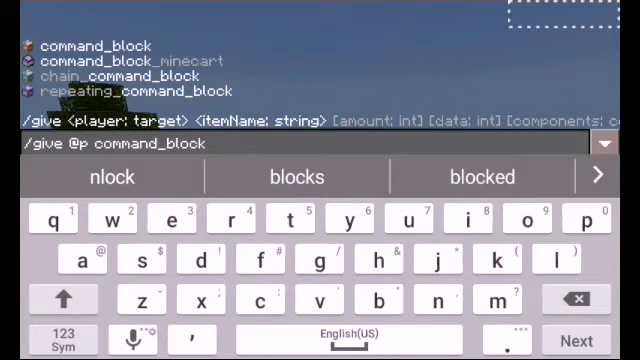 command_block
command_block_minecart
chain_command_block
repeating_command_block
/give <player: target> <itemName: string> [amount: int] [data: int] [components:
/give @p command_block
nlock blocks blocked
q 1 w 2 e 3 r 4 t 5 y 6 u 7 i 8 o 9 p 0
a @ s $ d ! f # g / h & j * k ( l )
z - x ' c " v : b ; n , m ?
123 Sym , English(US) . Next